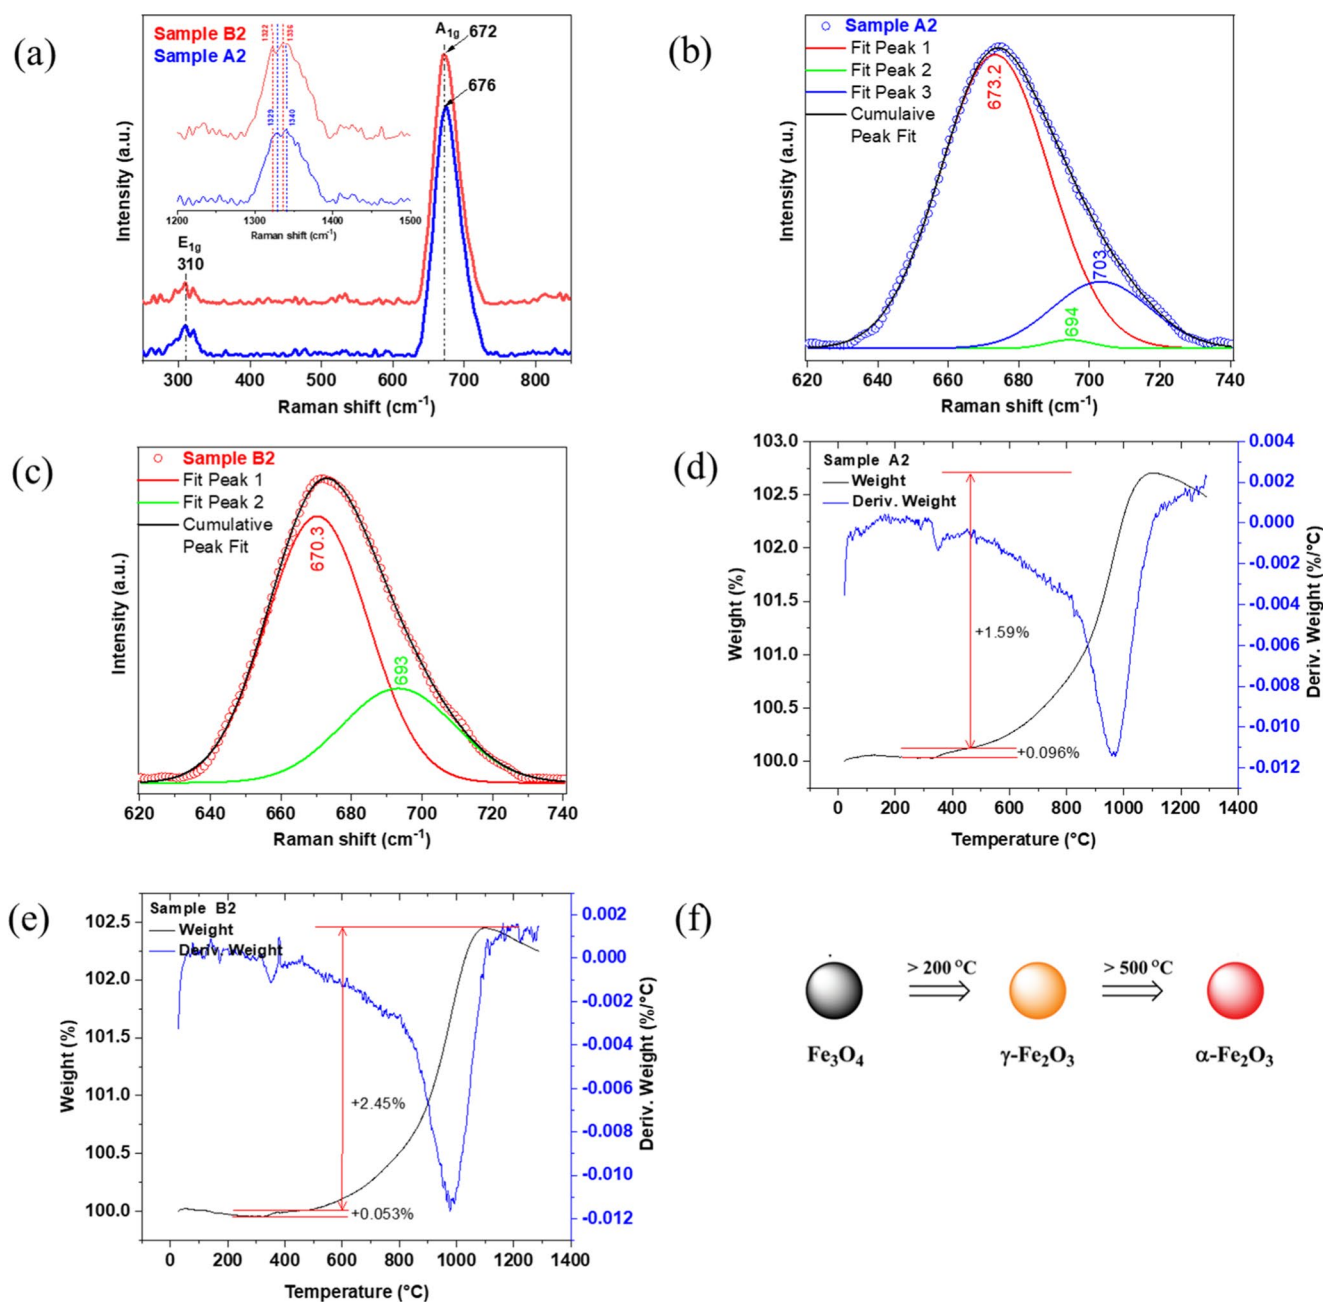 (a)
Sample B2
Sample A2
1322
1336
1329
1340
1200
1300
1400
1500
Raman shift (cm⁻¹)
A₁g
672
676
E₁g
310
Intensity (a.u.)
300
400
500
600
700
800
Raman shift (cm⁻¹)
(b)
Sample A2
Fit Peak 1
Fit Peak 2
Fit Peak 3
Cumulaive
Peak Fit
673.2
703
694
Intensity (a.u.)
620
640
660
680
700
720
740
Raman shift (cm⁻¹)
(c)
Sample B2
Fit Peak 1
Fit Peak 2
Cumulative
Peak Fit
670.3
693
Intensity (a.u.)
620
640
660
680
700
720
740
Raman shift (cm⁻¹)
(d)
Sample A2
Weight
Deriv. Weight
+1.59%
+0.096%
103.0
102.5
102.0
101.5
101.0
100.5
100.0
Weight (%)
0.004
0.002
0.000
-0.002
-0.004
-0.006
-0.008
-0.010
-0.012
Deriv. Weight (%/°C)
0
200
400
600
800
1000
1200
1400
Temperature (°C)
(e)
Sample B2
Weight
Deriv. Weight
+2.45%
+0.053%
102.5
102.0
101.5
101.0
100.5
100.0
Weight (%)
0.002
0.000
-0.002
-0.004
-0.006
-0.008
-0.010
-0.012
Deriv. Weight (%/°C)
0
200
400
600
800
1000
1200
1400
Temperature (°C)
(f)
> 200 °C
> 500 °C
Fe₃O₄
γ-Fe₂O₃
α-Fe₂O₃